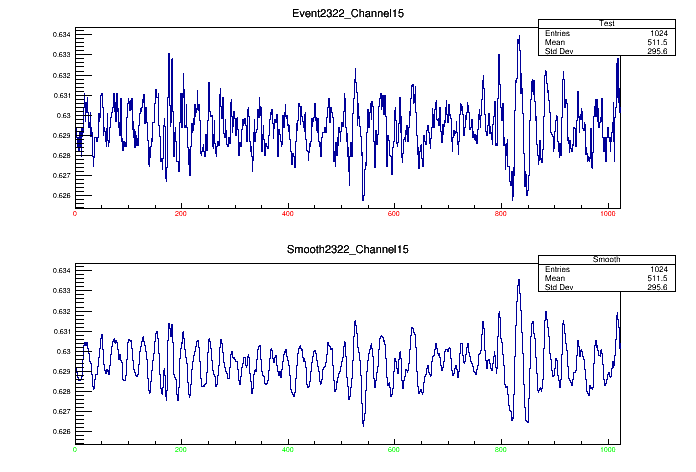 Event2322_Channel15
Test
Entries 1024
Mean 511.5
Std Dev 295.6
0.634
0.633
0.632
0.631
0.63
0.629
0.628
0.627
0.626
0 200 400 600 800 1000
Smooth2322_Channel15
Smooth
Entries 1024
Mean 511.5
Std Dev 295.6
0.634
0.633
0.632
0.631
0.63
0.629
0.628
0.627
0.626
0 200 400 600 800 1000